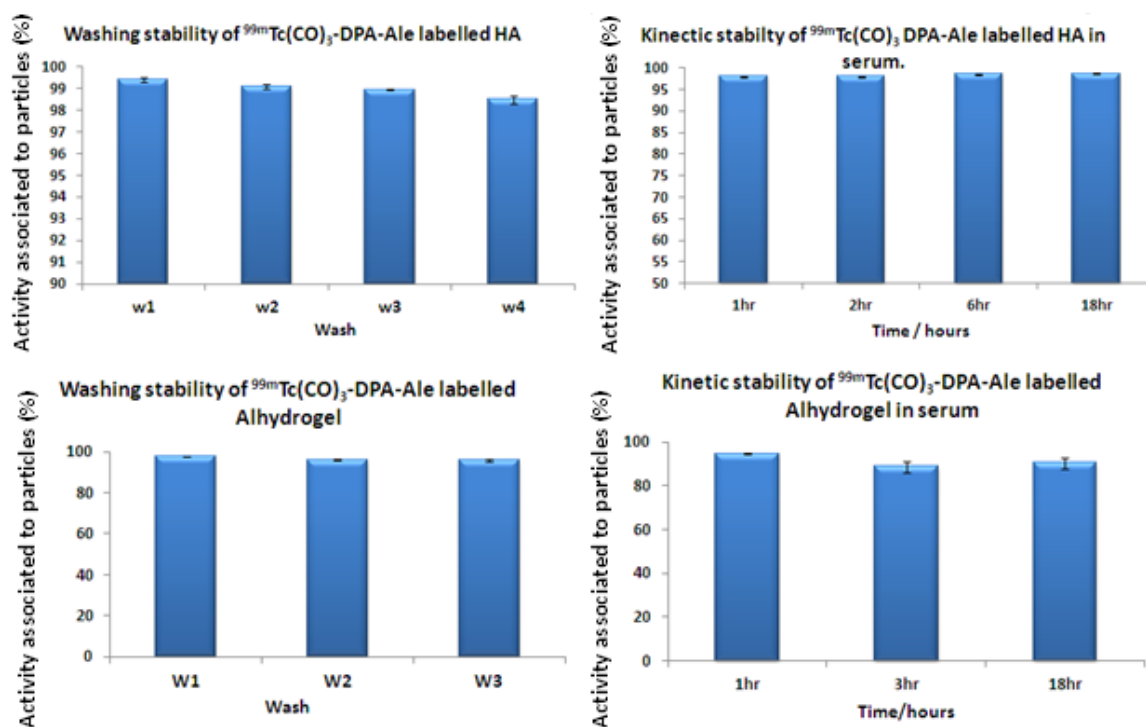 Washing stability of ⁹⁹ᵐTc(CO)₃-DPA-Ale labelled HA
Activity associated to particles (%)
100
99
98
97
96
95
94
93
92
91
90
w1 w2 w3 w4
Wash
Kinectic stabilty of ⁹⁹ᵐTc(CO)₃ DPA-Ale labelled HA in
serum.
Activity associated to particles (%)
100
95
90
85
80
75
70
65
60
55
50
1hr 2hr 6hr 18hr
Time / hours
Washing stability of ⁹⁹ᵐTc(CO)₃-DPA-Ale labelled
Alhydrogel
Activity associated to particles (%)
100
80
60
40
20
0
W1 W2 W3
Wash
Kinetic stability of ⁹⁹ᵐTc(CO)₃-DPA-Ale labelled
Alhydrogel in serum
Activity associated to particles (%)
100
80
60
40
20
0
1hr 3hr 18hr
Time/hours